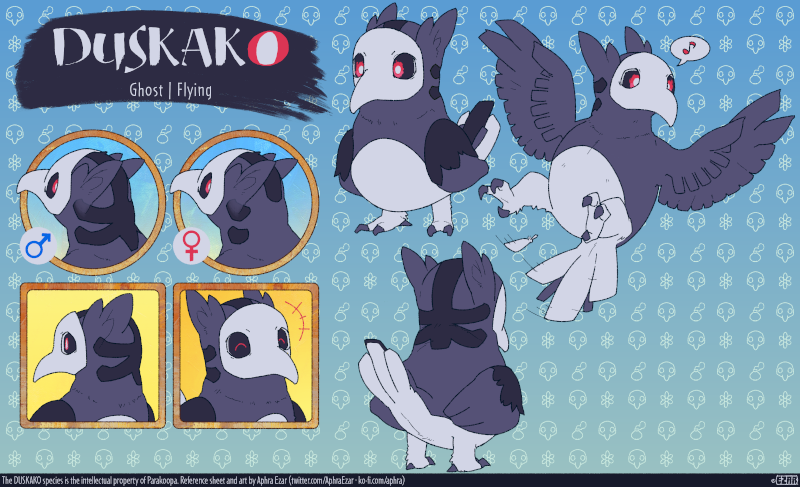 DUSKAKO
Ghost | Flying
The DUSKAKO species is the intellectual property of Parakoopa. Reference sheet and art by Aphra Ezar (twitter.com/AphraEzar - ko-fi.com/aphra)
© EZAR